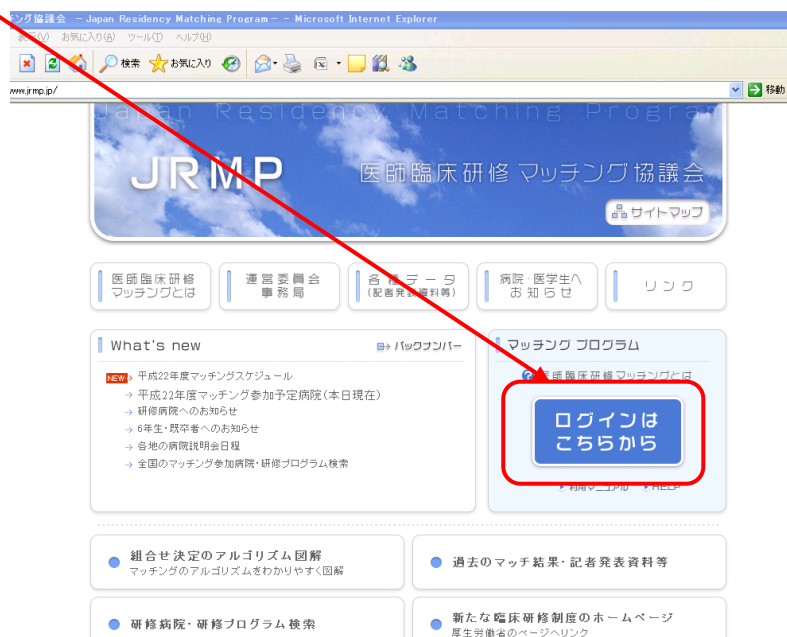 ング協議会 －Japan Residency Matching Program－ - Microsoft Internet Explorer
表示(V) お気に入り(A) ツール(T) ヘルプ(H)
検索 お気に入り
www.jrmp.jp/ 移動
Japan Residency Matching Program
JRMP 医師臨床研修マッチング協議会
サイトマップ
医師臨床研修
マッチングとは
運営委員会
事務局
各種データ
(記者発表資料等)
病院・医学生へ
お知らせ
リンク
What's new バックナンバー
NEW 平成22年度マッチングスケジュール
平成22年度マッチング参加予定病院(本日現在)
研修病院へのお知らせ
6年生・既卒者へのお知らせ
各地の病院説明会日程
全国のマッチング参加病院・研修プログラム検索
マッチング プログラム
医師臨床研修マッチングとは
ログインは
こちらから
利用マニュアル HELP
組合せ決定のアルゴリズム図解
マッチングのアルゴリズムをわかりやすく図解
過去のマッチ結果・記者発表資料等
研修病院・研修プログラム検索
新たな臨床研修制度のホームページ
厚生労働省のページへリンク